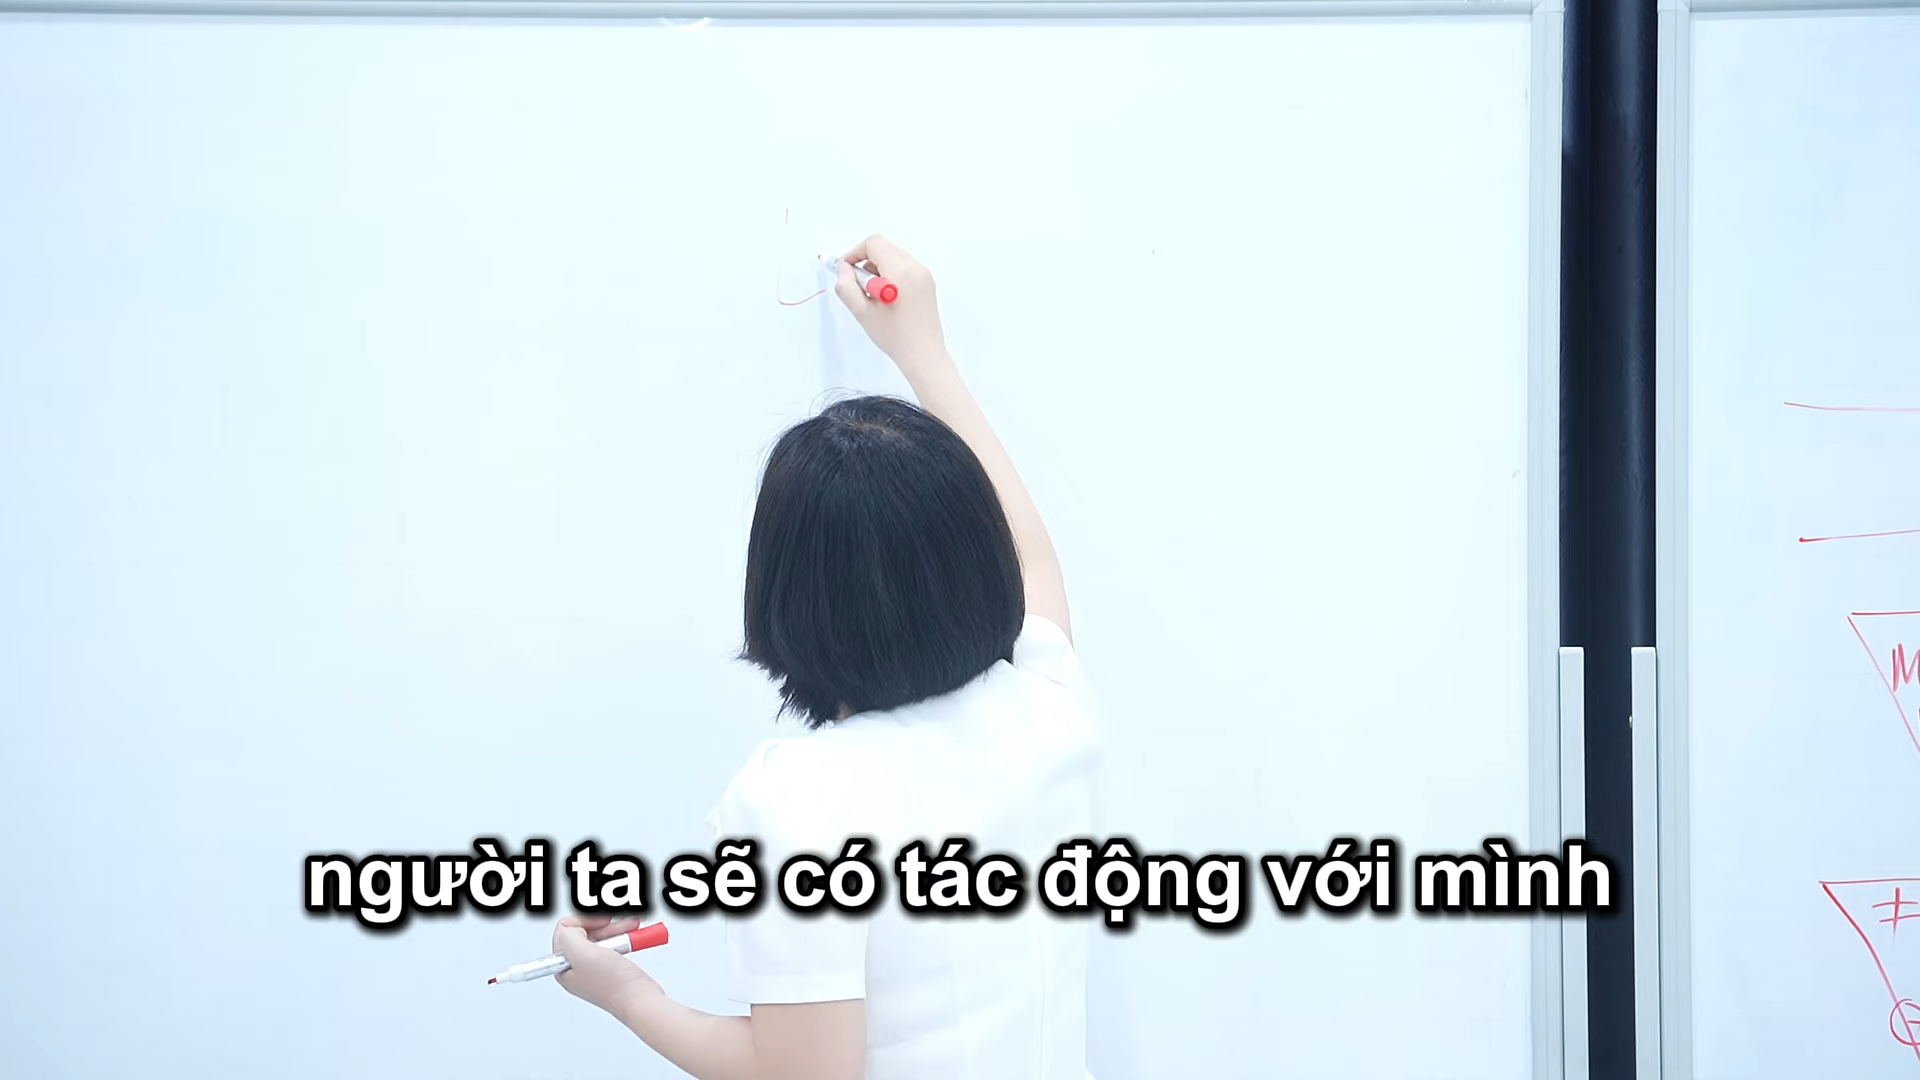 người ta sẽ có tác động với mình
M